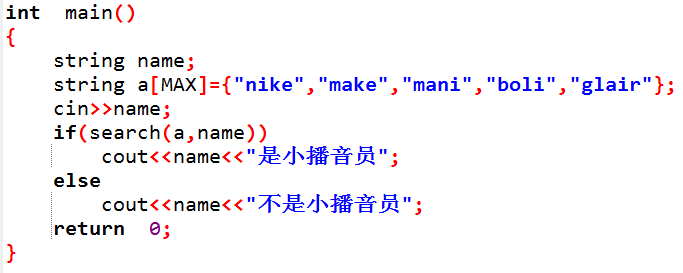 int  main()
{
    string name;
    string a[MAX]={"nike","make","mani","boli","glair"};
    cin>>name;
    if(search(a,name))
        cout<<name<<"是小播音员";
    else
        cout<<name<<"不是小播音员";
    return  0;
}